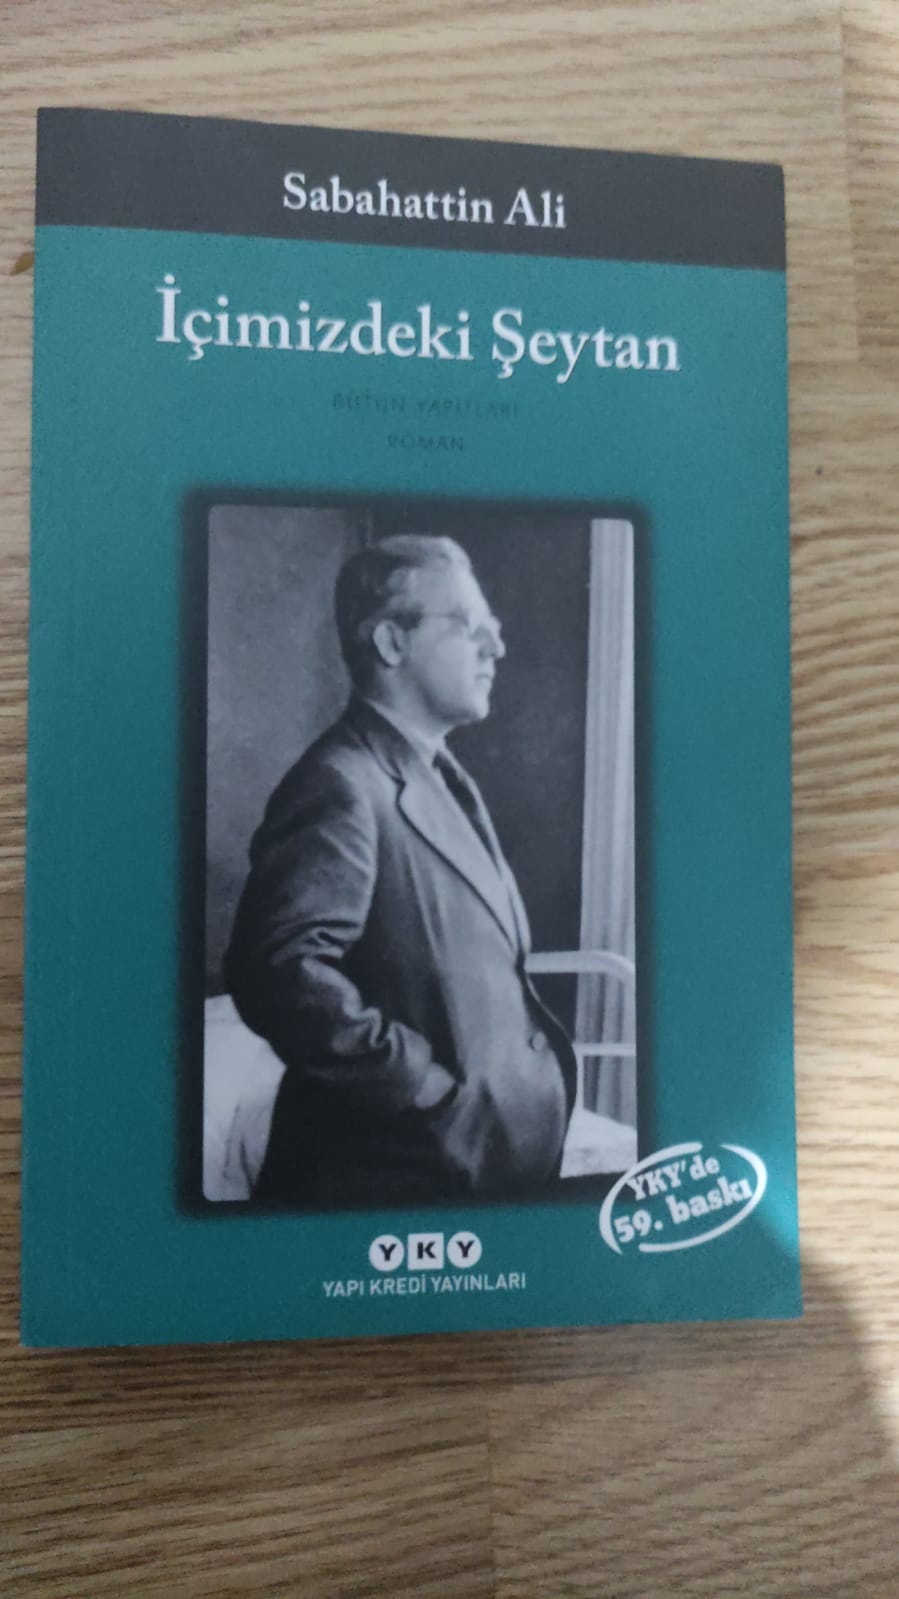 Sabahattin Ali
İçimizdeki Şeytan
BÜTÜN YAPITLARI
ROMAN
YKY'de
59. baskı
YKY
YAPI KREDİ YAYINLARI